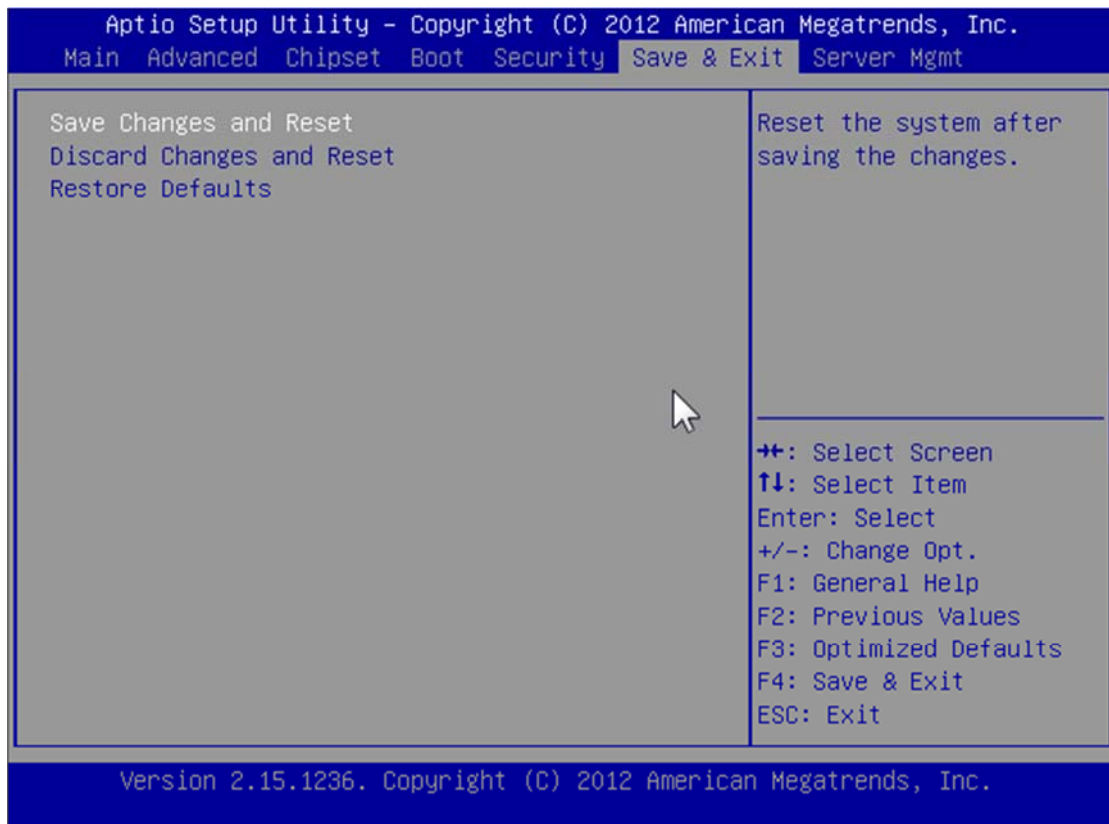 Aptio Setup Utility – Copyright (C) 2012 American Megatrends, Inc.
Main Advanced Chipset Boot Security Save & Exit Server Mgmt
Save Changes and Reset
Discard Changes and Reset
Restore Defaults
Reset the system after
saving the changes.
→←: Select Screen
↑↓: Select Item
Enter: Select
+/-: Change Opt.
F1: General Help
F2: Previous Values
F3: Optimized Defaults
F4: Save & Exit
ESC: Exit
Version 2.15.1236. Copyright (C) 2012 American Megatrends, Inc.